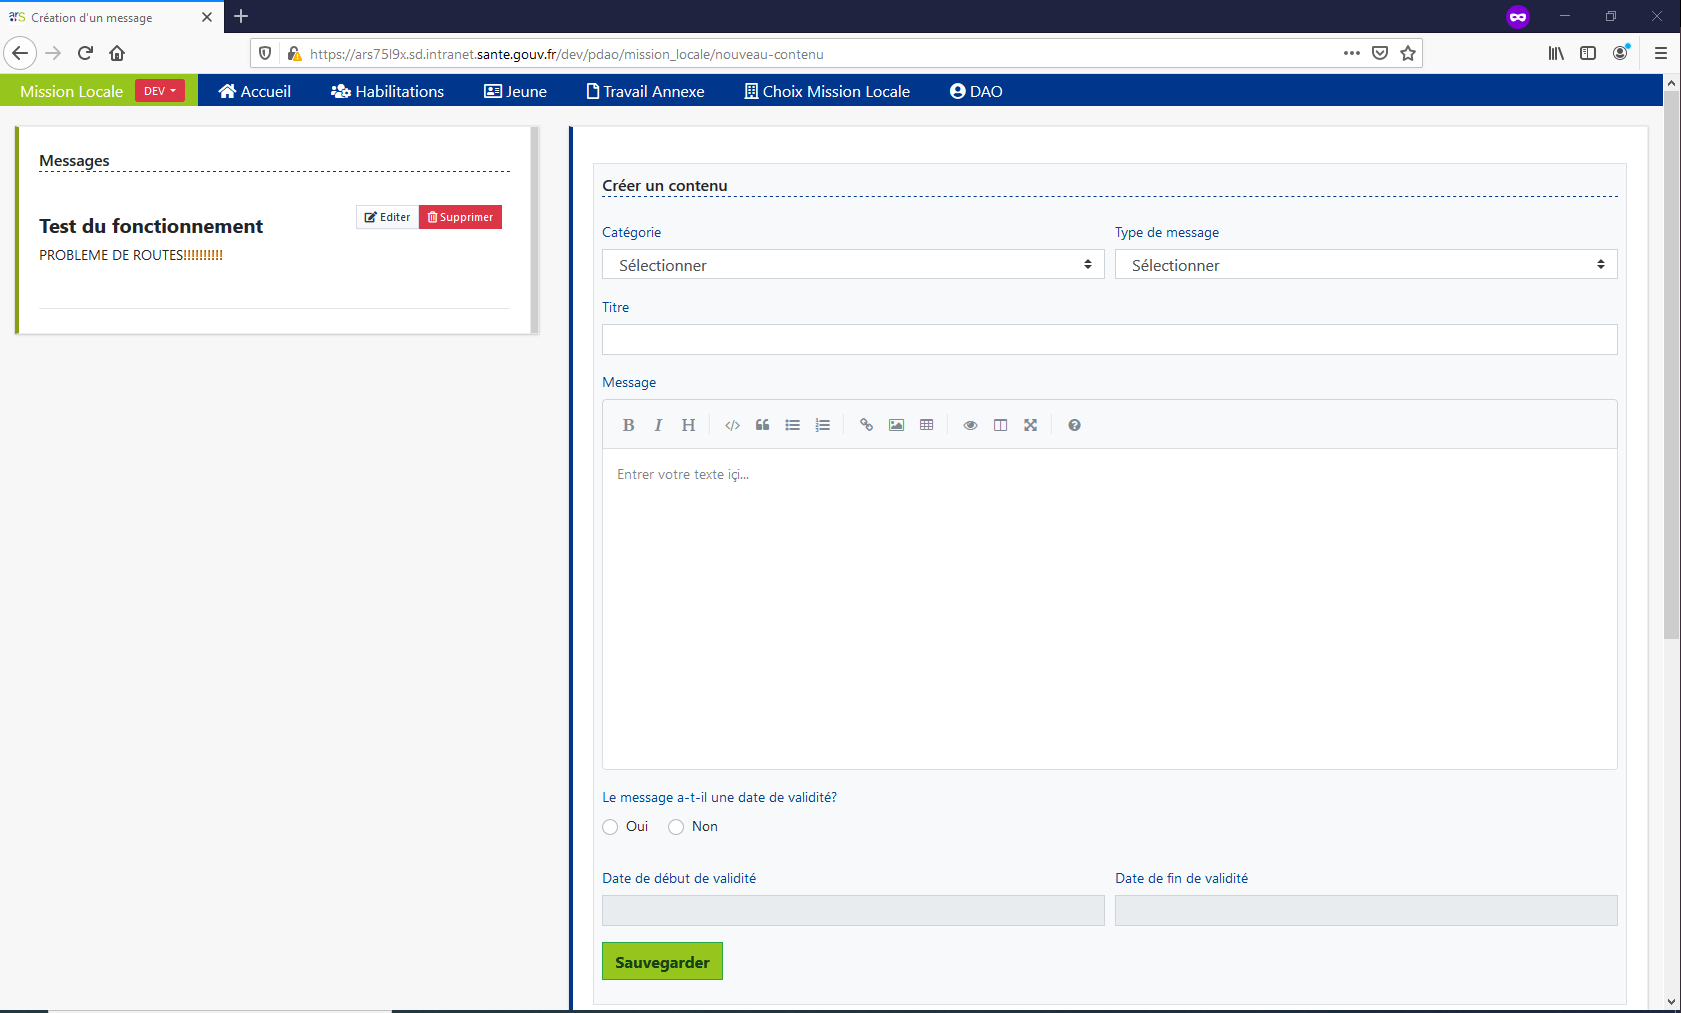 Création d'un message
https://ars75l9x.sd.intranet.sante.gouv.fr/dev/pdao/mission_locale/nouveau-contenu
Mission Locale DEV Accueil Habilitations Jeune Travail Annexe Choix Mission Locale DAO
Messages
Test du fonctionnement
Editer Supprimer
PROBLEME DE ROUTES!!!!!!!!!!
Créer un contenu
Catégorie Type de message
Sélectionner Sélectionner
Titre
Message
B I H
Entrer votre texte içi...
Le message a-t-il une date de validité?
Oui Non
Date de début de validité Date de fin de validité
Sauvegarder